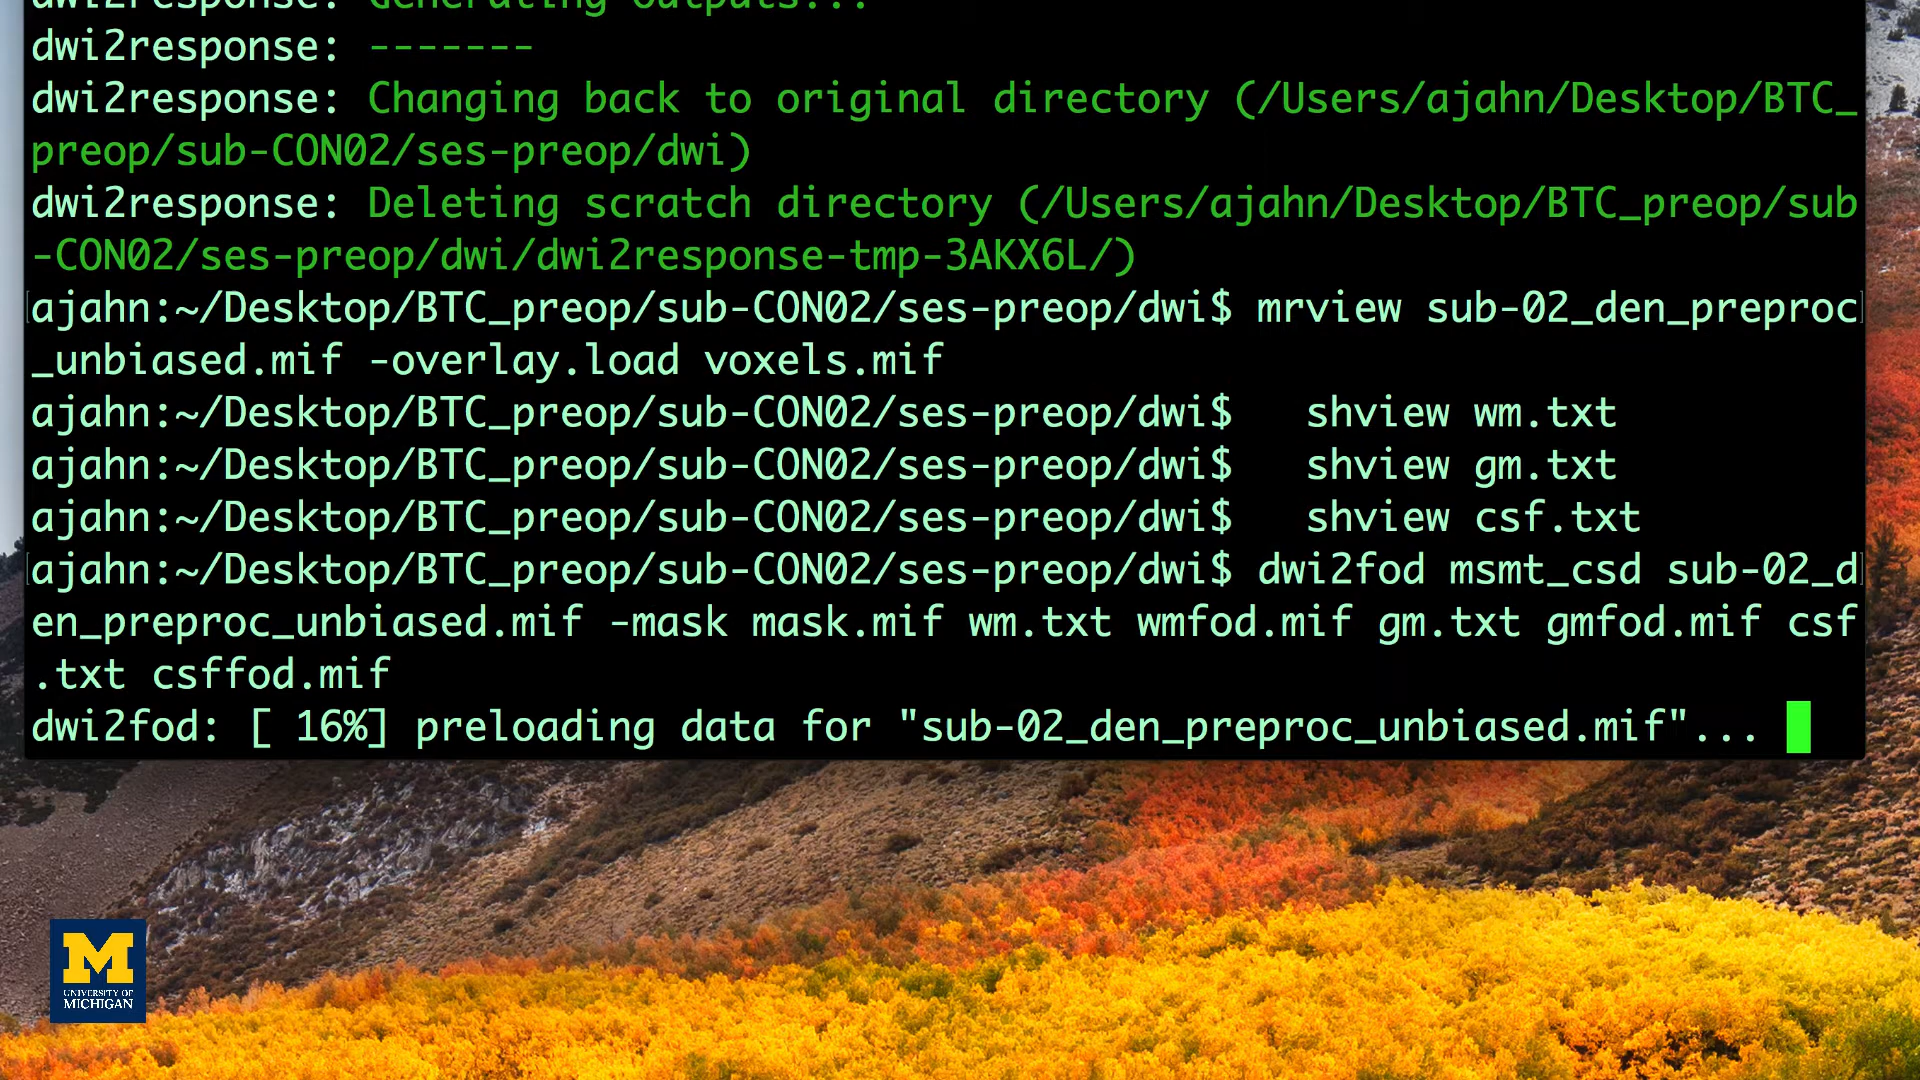 dwi2response: Generating outputs...
dwi2response: -------
dwi2response: Changing back to original directory (/Users/ajahn/Desktop/BTC_
preop/sub-CON02/ses-preop/dwi)
dwi2response: Deleting scratch directory (/Users/ajahn/Desktop/BTC_preop/sub
-CON02/ses-preop/dwi/dwi2response-tmp-3AKX6L/)
ajahn:~/Desktop/BTC_preop/sub-CON02/ses-preop/dwi$ mrview sub-02_den_preproc
_unbiased.mif -overlay.load voxels.mif
ajahn:~/Desktop/BTC_preop/sub-CON02/ses-preop/dwi$   shview wm.txt
ajahn:~/Desktop/BTC_preop/sub-CON02/ses-preop/dwi$   shview gm.txt
ajahn:~/Desktop/BTC_preop/sub-CON02/ses-preop/dwi$   shview csf.txt
ajahn:~/Desktop/BTC_preop/sub-CON02/ses-preop/dwi$ dwi2fod msmt_csd sub-02_d
en_preproc_unbiased.mif -mask mask.mif wm.txt wmfod.mif gm.txt gmfod.mif csf
.txt csffod.mif
dwi2fod: [ 16%] preloading data for "sub-02_den_preproc_unbiased.mif"...
M
UNIVERSITY OF
MICHIGAN